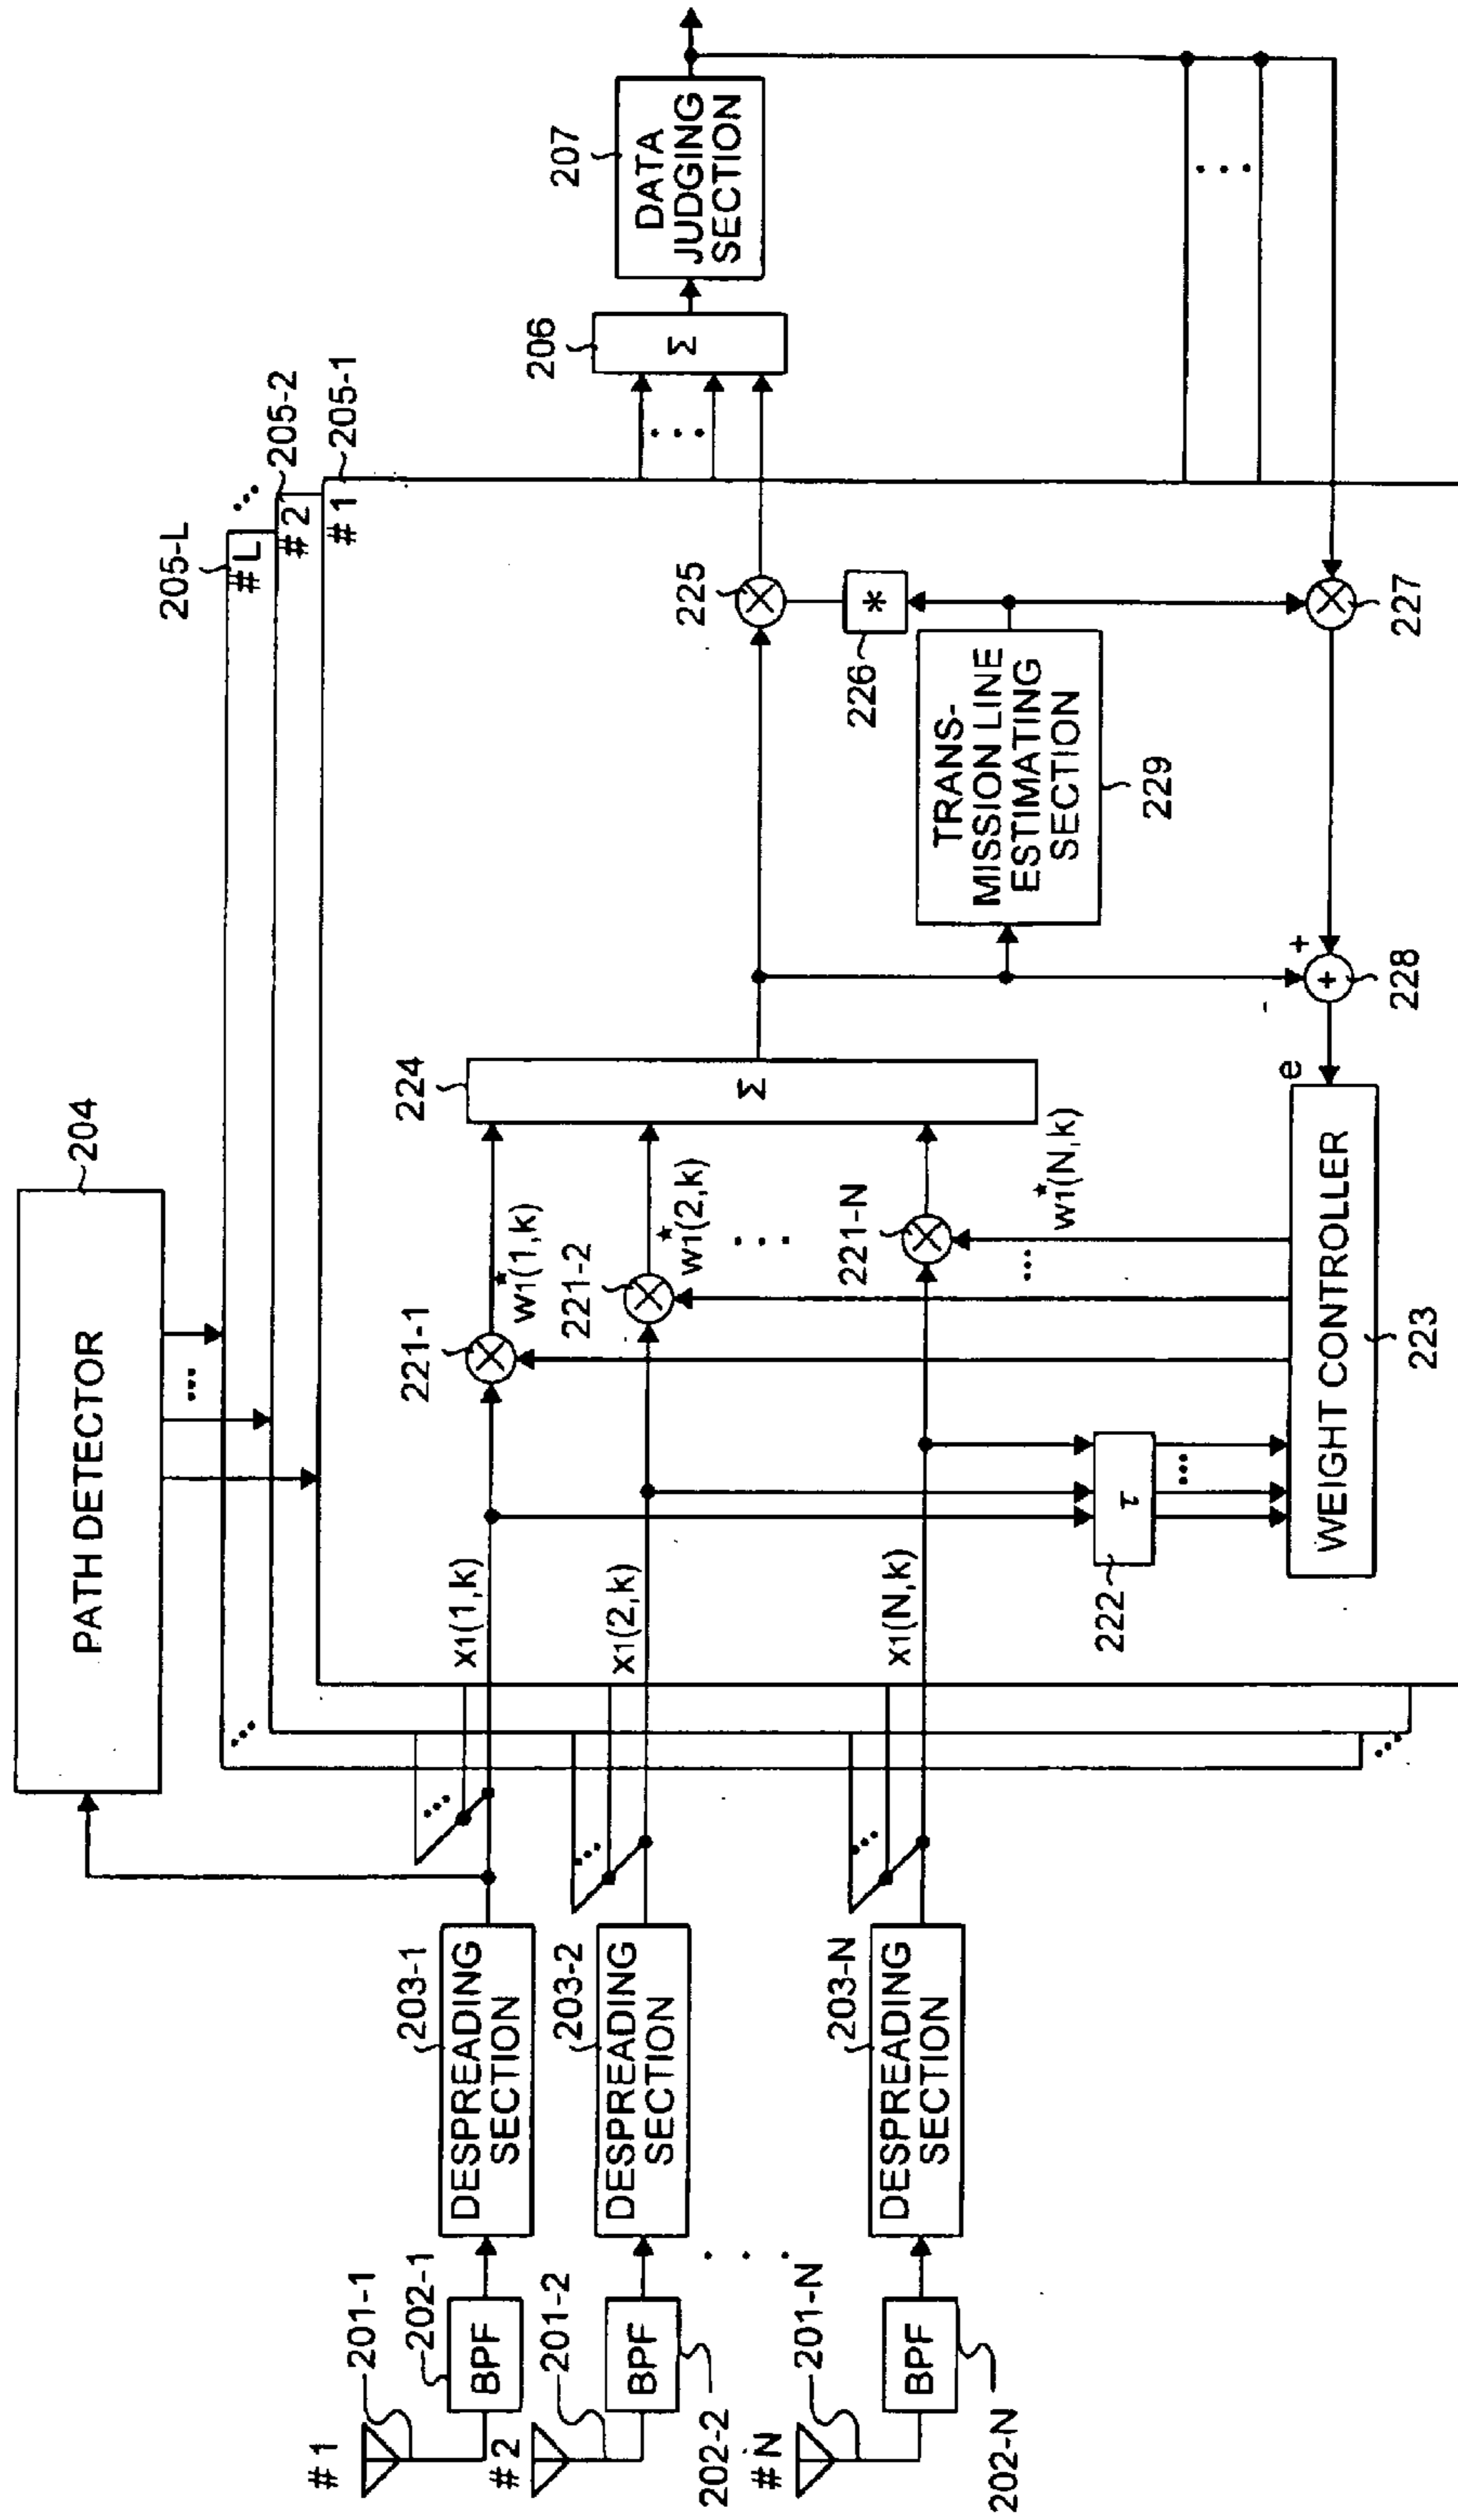 #1
201-1
202-1
BPF
203-1
DESPREADING
SECTION
#2
201-2
202-2
BPF
203-2
DESPREADING
SECTION
#N
201-N
202-N
BPF
203-N
DESPREADING
SECTION
PATH DETECTOR
204
205-L
#L
205-2
#2
205-1
#1
x1(1,k)
x1(2,k)
x1(N,k)
221-1
w1*(1,k)
221-2
w1*(2,k)
221-N
w1*(N,k)
222
τ
WEIGHT CONTROLLER
223
e
224
Σ
225
*
226
TRANS-
MISSION LINE
ESTIMATING
SECTION
229
227
+
+
-
228
206
Σ
207
DATA
JUDGING
SECTION